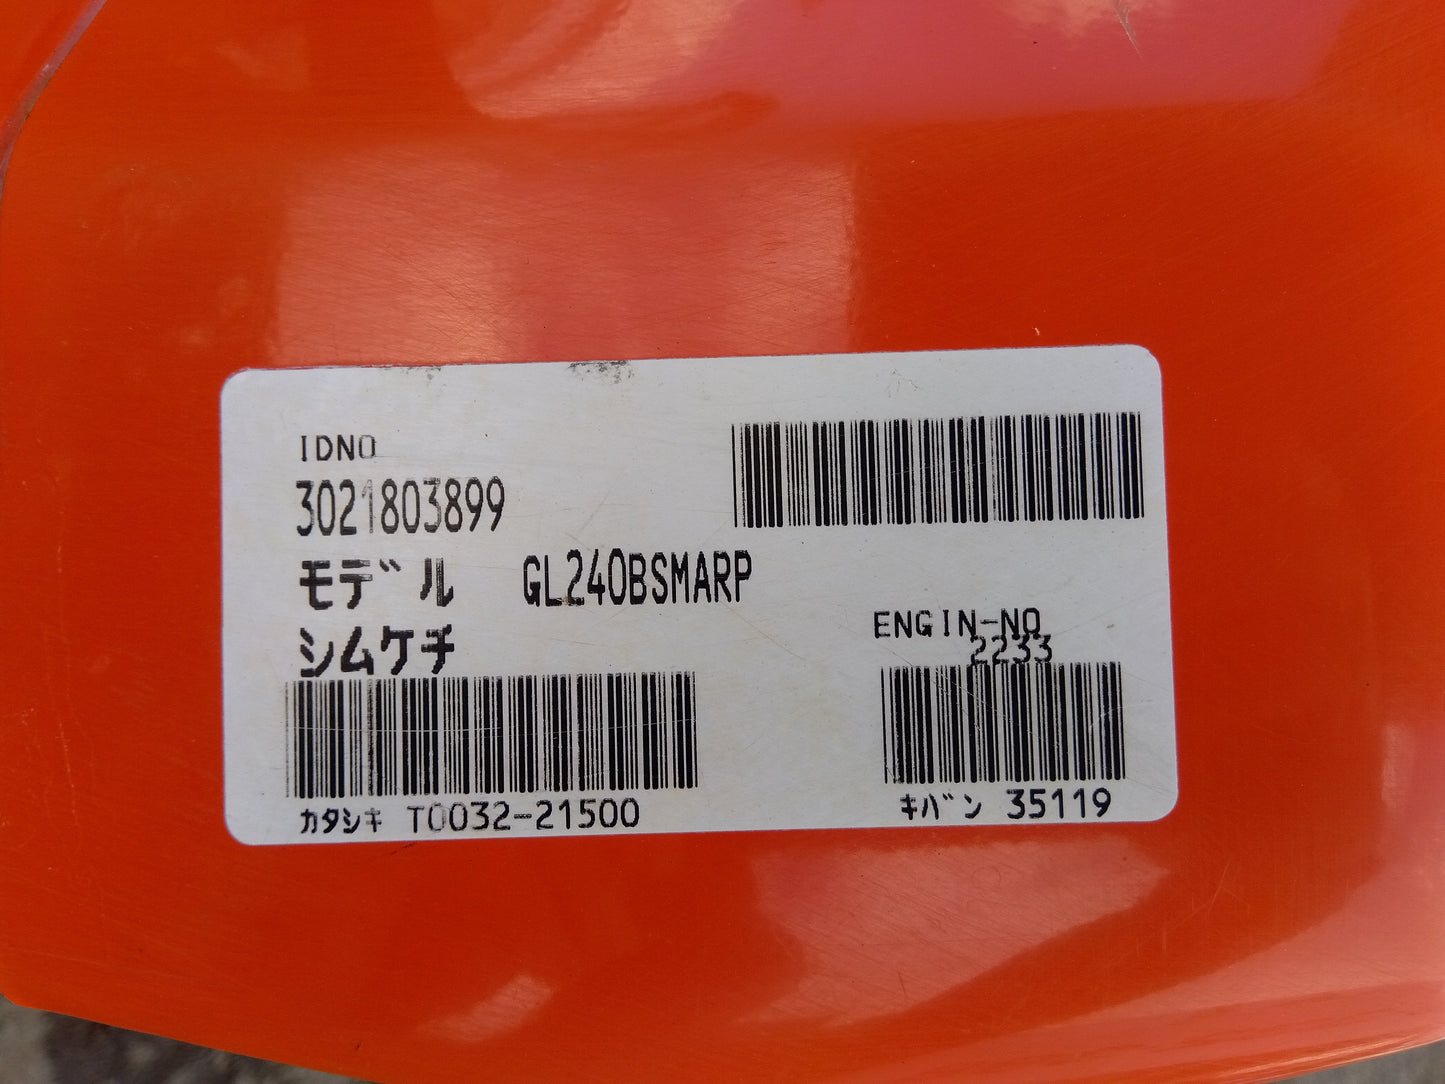 IDNO
3021803899
モデル GL240BSMARP
シムケチ
ENGIN-NO
2233
カタシキ T0032-21500
キバン 35119